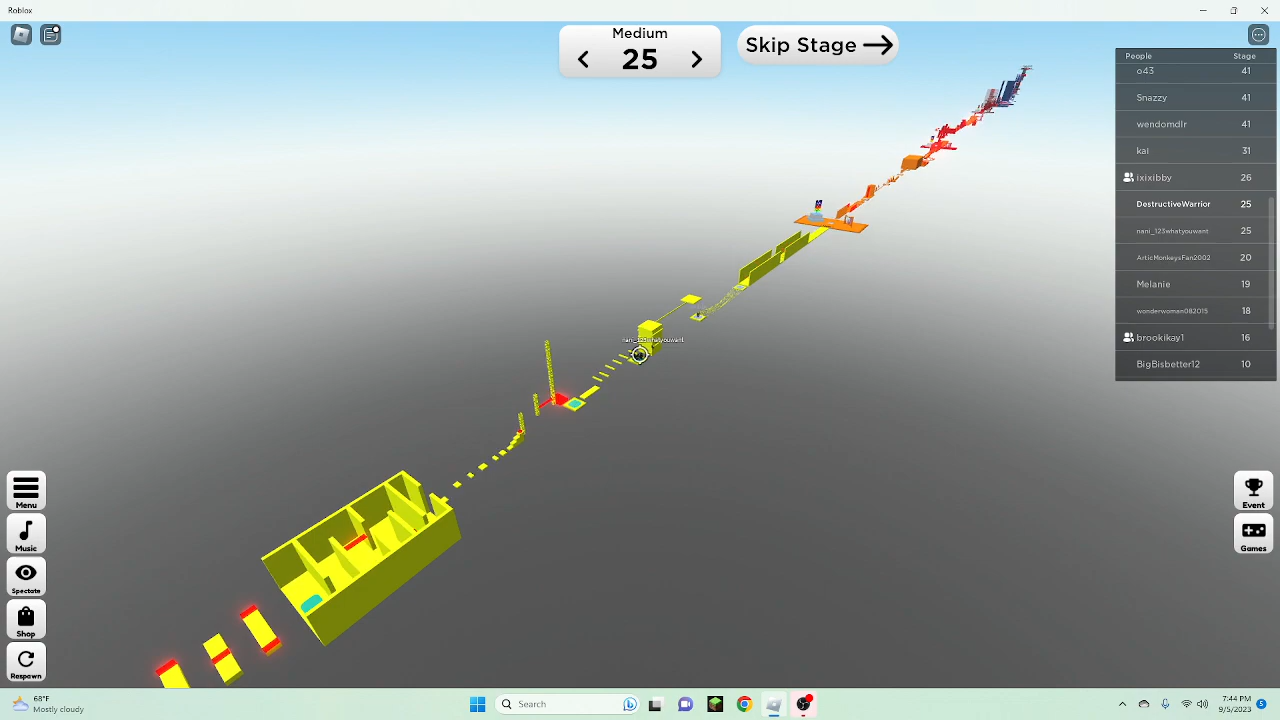 Roblox
Medium
25
Skip Stage
People Stage
o43 41
Snazzy 41
wendomdlr 41
kai 31
ixixibby 26
DestructiveWarrior 25
nani_123whatyouwant 25
ArticMonkeysFan2002 20
Melanie 19
wonderwoman082015 18
brookikay1 16
BigBisbetter12 10
nani_123whatyouwant
Menu
Music
Spectate
Shop
Respawn
Event
Games
68°F
Mostly cloudy
Search
7:44 PM
9/5/2023
5